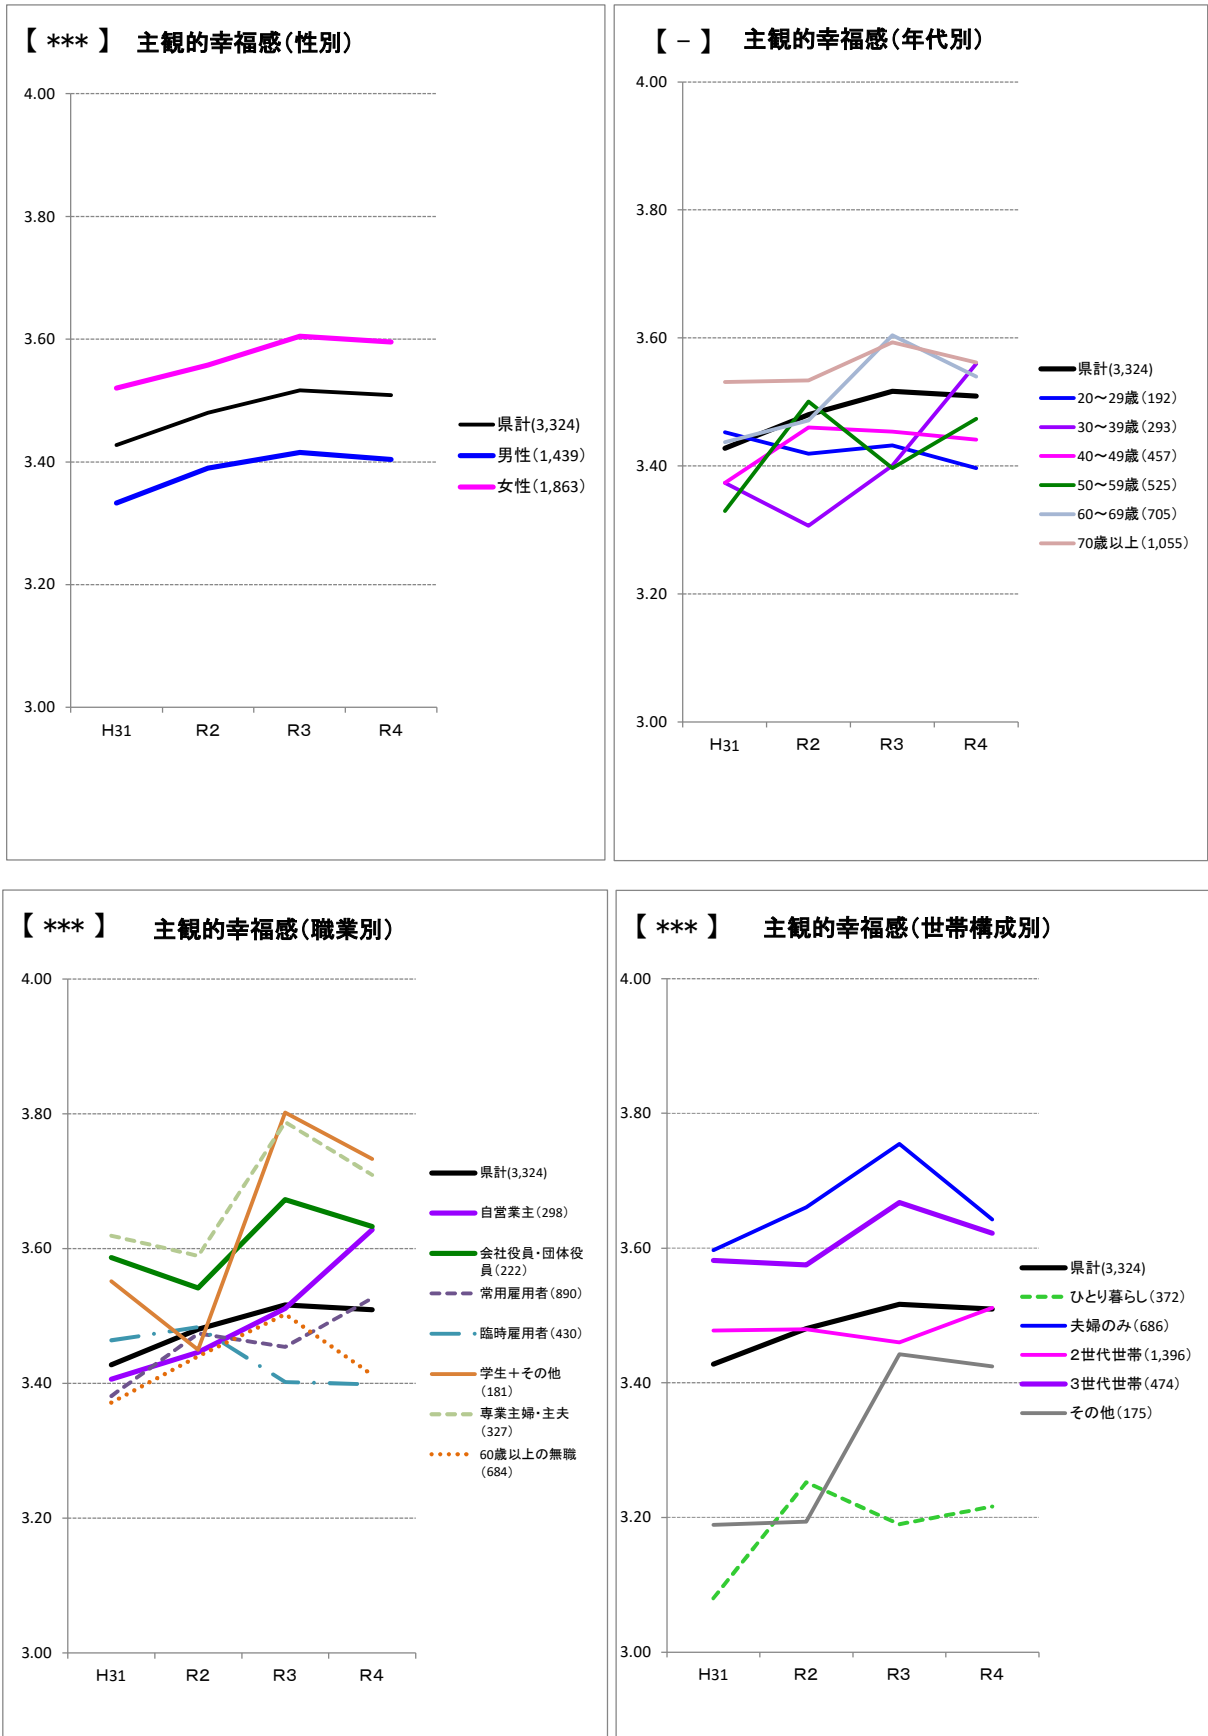 【 *** 】 主観的幸福感（性別）
4.00
3.80
3.60
3.40
3.20
3.00
H31 R2 R3 R4
県計(3,324)
男性（1,439）
女性（1,863）
【 − 】 主観的幸福感（年代別）
4.00
3.80
3.60
3.40
3.20
3.00
H31 R2 R3 R4
県計(3,324)
20～29歳（192）
30～39歳（293）
40～49歳（457）
50～59歳（525）
60～69歳（705）
70歳以上（1,055）
【 *** 】 主観的幸福感（職業別）
4.00
3.80
3.60
3.40
3.20
3.00
H31 R2 R3 R4
県計(3,324)
自営業主（298）
会社役員・団体役
員（222）
常用雇用者（890）
臨時雇用者（430）
学生＋その他
（181）
専業主婦・主夫
（327）
60歳以上の無職
（684）
【 *** 】 主観的幸福感（世帯構成別）
4.00
3.80
3.60
3.40
3.20
3.00
H31 R2 R3 R4
県計(3,324)
ひとり暮らし（372）
夫婦のみ（686）
２世代世帯（1,396）
３世代世帯（474）
その他（175）